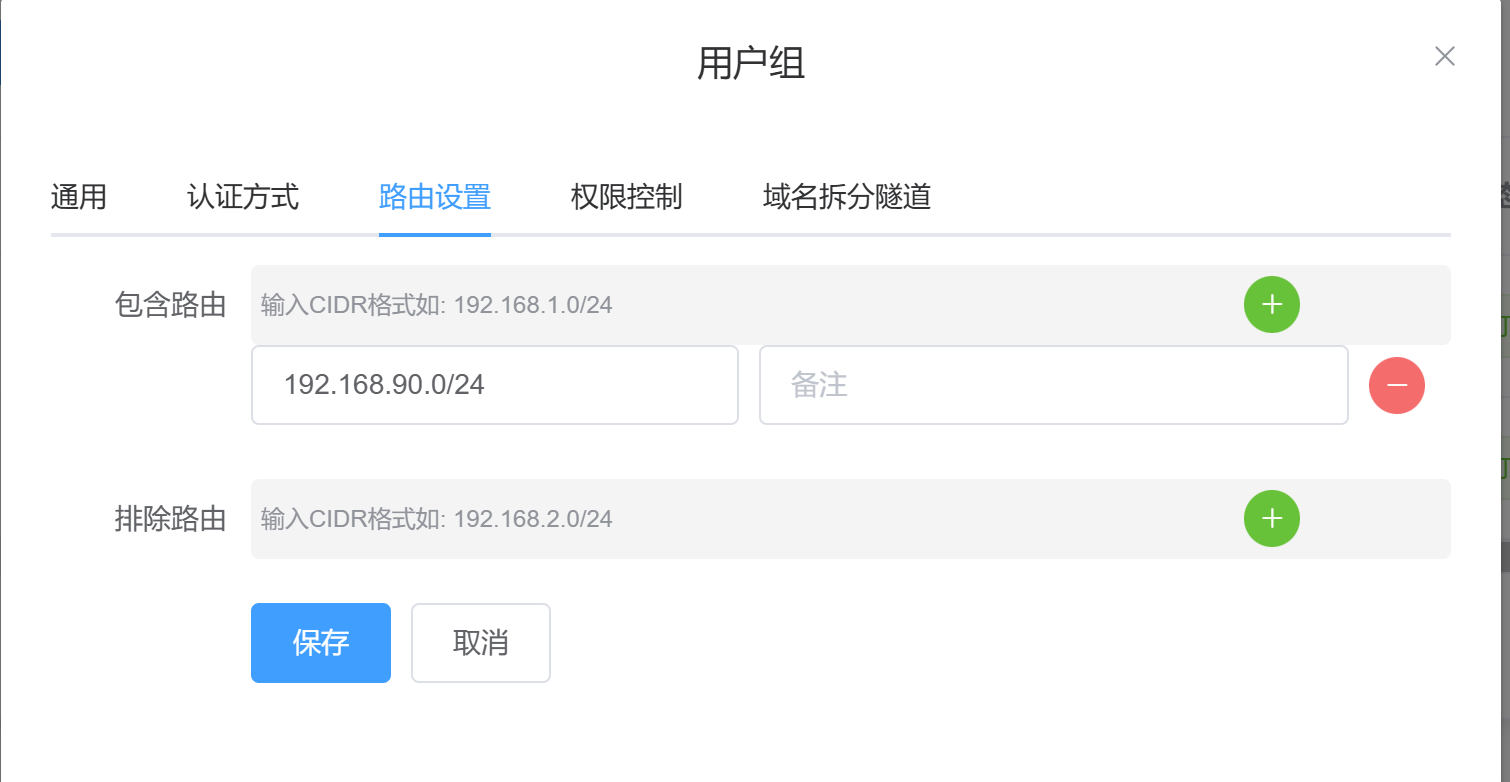 用户组
通用 认证方式 路由设置 权限控制 域名拆分隧道
包含路由 输入CIDR格式如: 192.168.1.0/24
192.168.90.0/24 备注
排除路由 输入CIDR格式如: 192.168.2.0/24
保存 取消